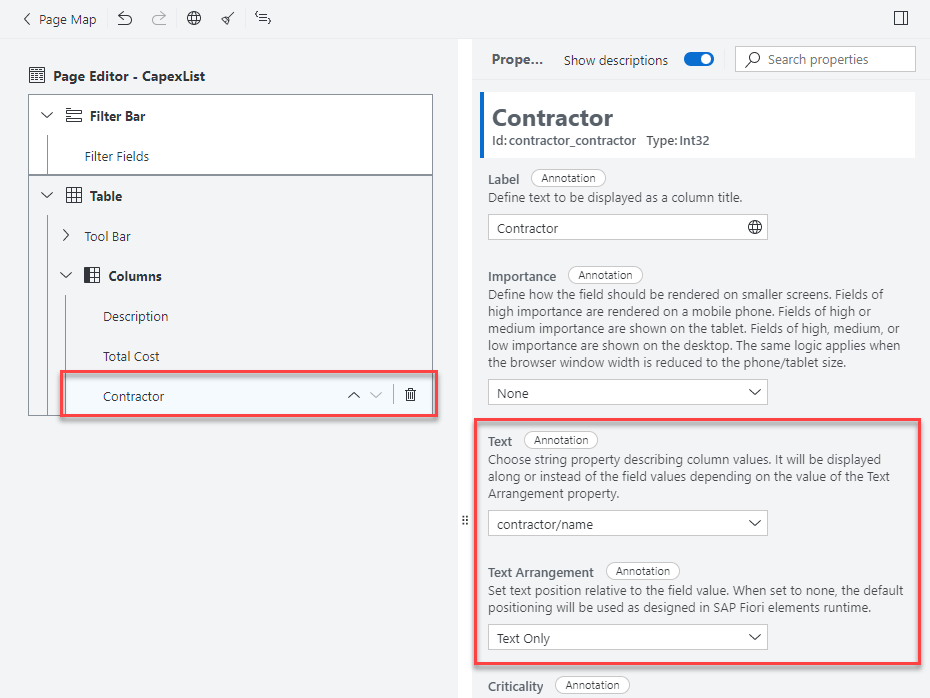 Page Map
Page Editor - CapexList
Filter Bar
Filter Fields
Table
Tool Bar
Columns
Description
Total Cost
Contractor
Prope...
Show descriptions
Search properties
Contractor
Id: contractor_contractor Type: Int32
Label Annotation
Define text to be displayed as a column title.
Contractor
Importance Annotation
Define how the field should be rendered on smaller screens. Fields of
high importance are rendered on a mobile phone. Fields of high or
medium importance are shown on the tablet. Fields of high, medium, or
low importance are shown on the desktop. The same logic applies when
the browser window width is reduced to the phone/tablet size.
None
Text Annotation
Choose string property describing column values. It will be displayed
along or instead of the field values depending on the value of the Text
Arrangement property.
contractor/name
Text Arrangement Annotation
Set text position relative to the field value. When set to none, the default
positioning will be used as designed in SAP Fiori elements runtime.
Text Only
Criticality Annotation